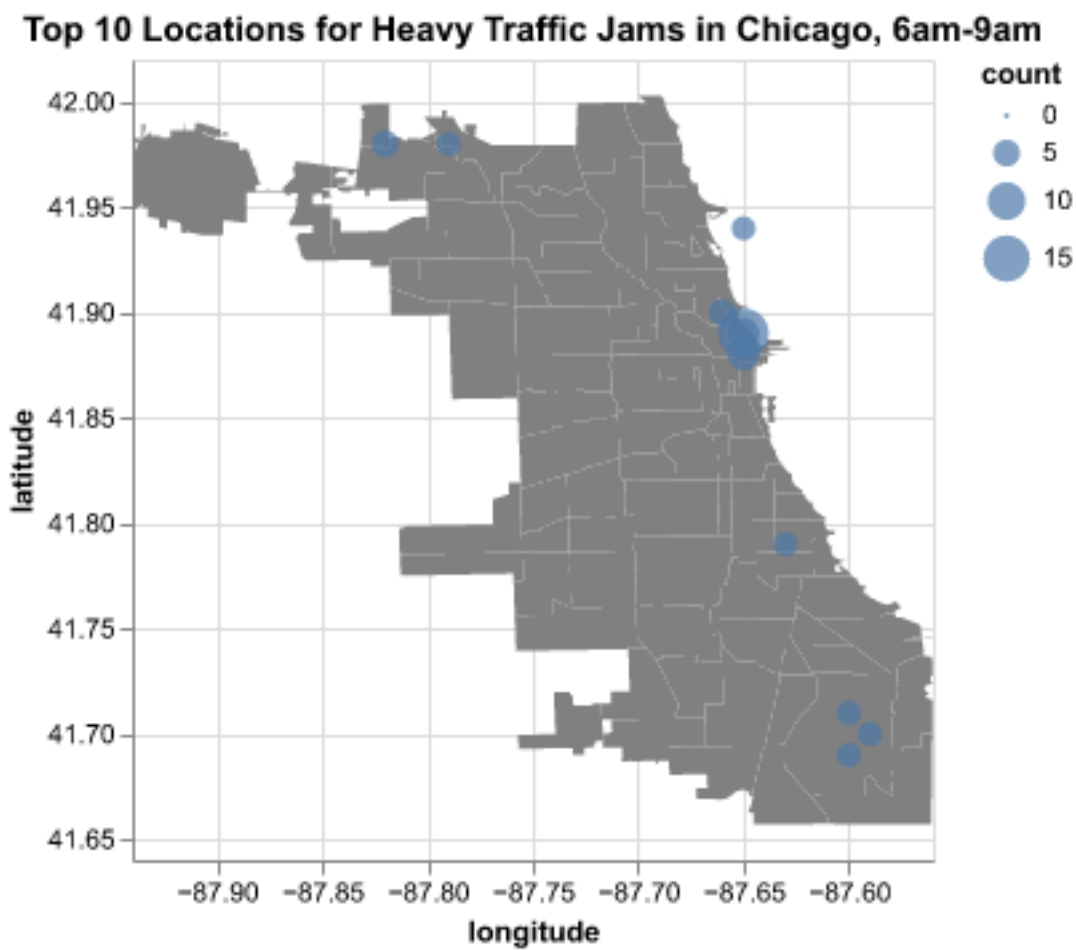 Top 10 Locations for Heavy Traffic Jams in Chicago, 6am-9am
count
0
5
10
15
42.00
41.95
41.90
41.85
41.80
41.75
41.70
41.65
latitude
−87.90 −87.85 −87.80 −87.75 −87.70 −87.65 −87.60
longitude